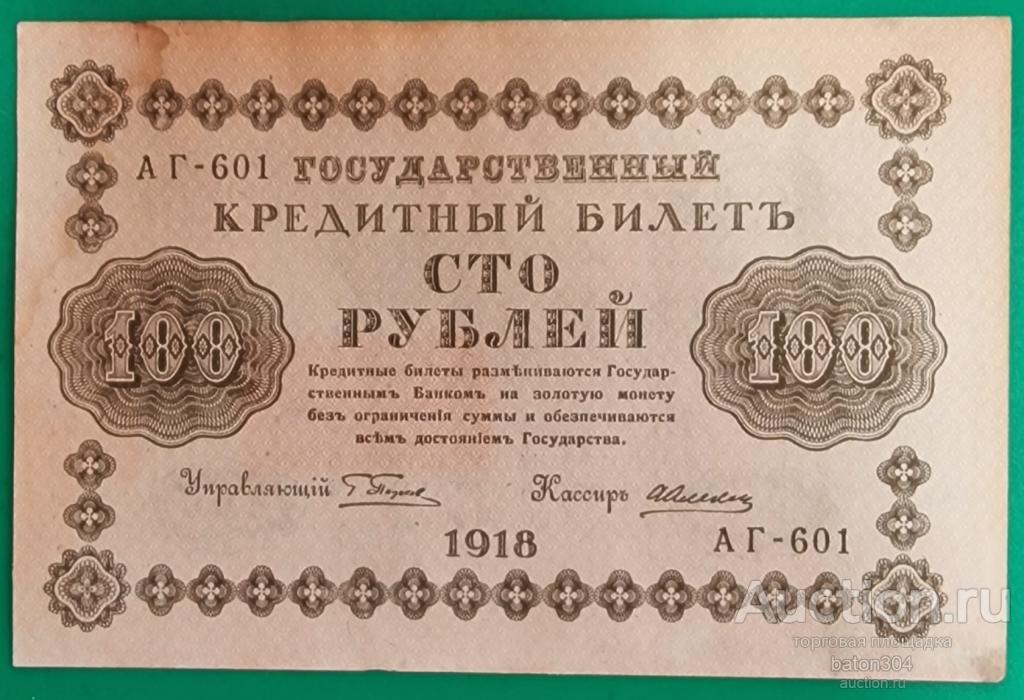 АГ-601 ГОСУДАРСТВЕННЫЙ
КРЕДИТНЫЙ БИЛЕТЪ
СТО
РУБЛЕЙ
100
100
Кредитные билеты размѣниваются Государ-
ственнымъ Банкомъ на золотую монету
безъ ограниченія суммы и обезпечиваются
всѣмъ достояніемъ Государства.
Управляющій
Кассиръ
1918
АГ-601
Auction.ru
торговая площадка
baton304
auction.ru